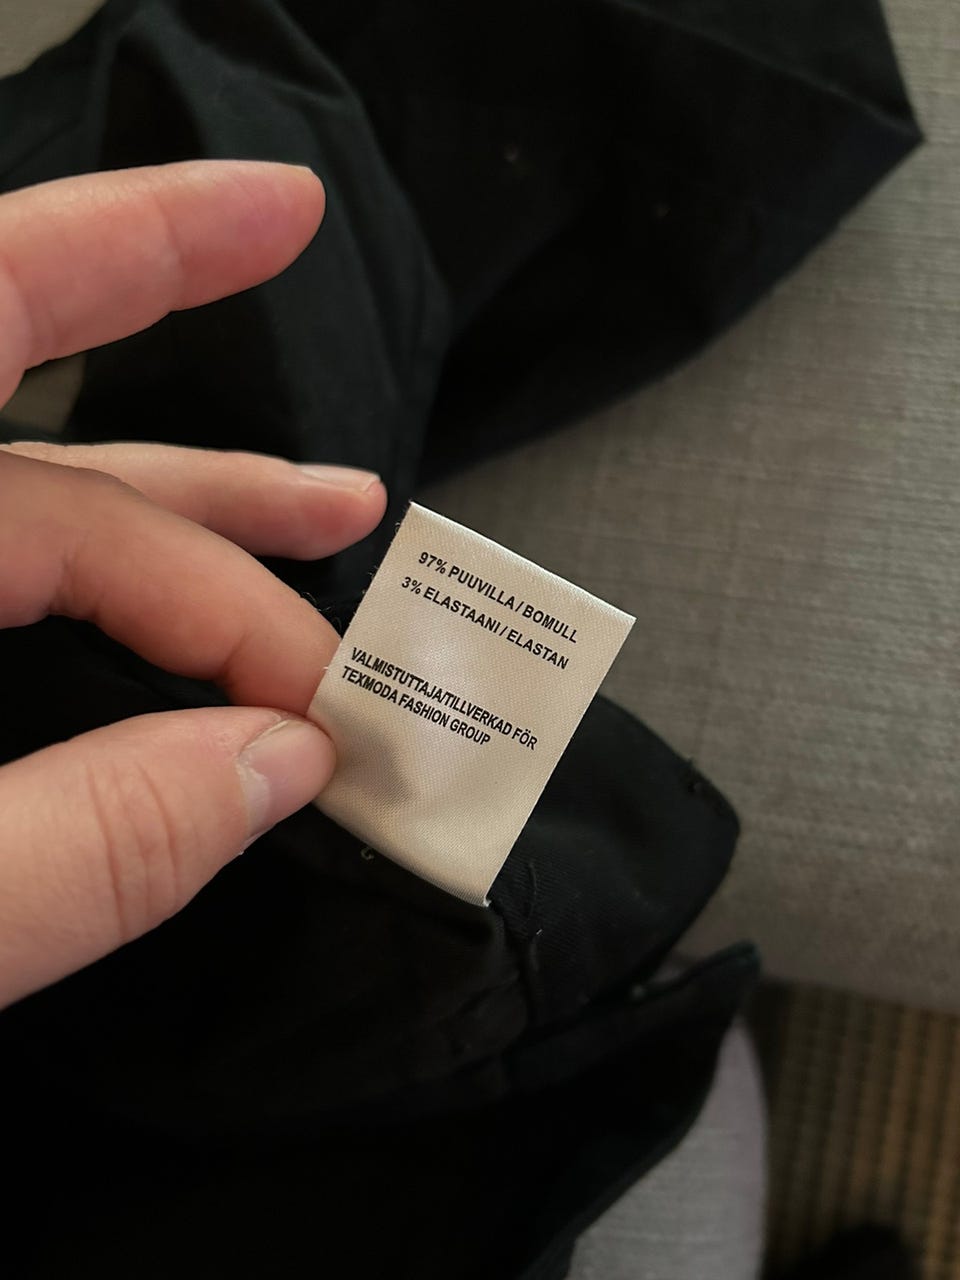 97% PUUVILLA / BOMULL
3% ELASTAANI / ELASTAN
VALMISTUTTAJA/TILLVERKAD FÖR
TEXMODA FASHION GROUP